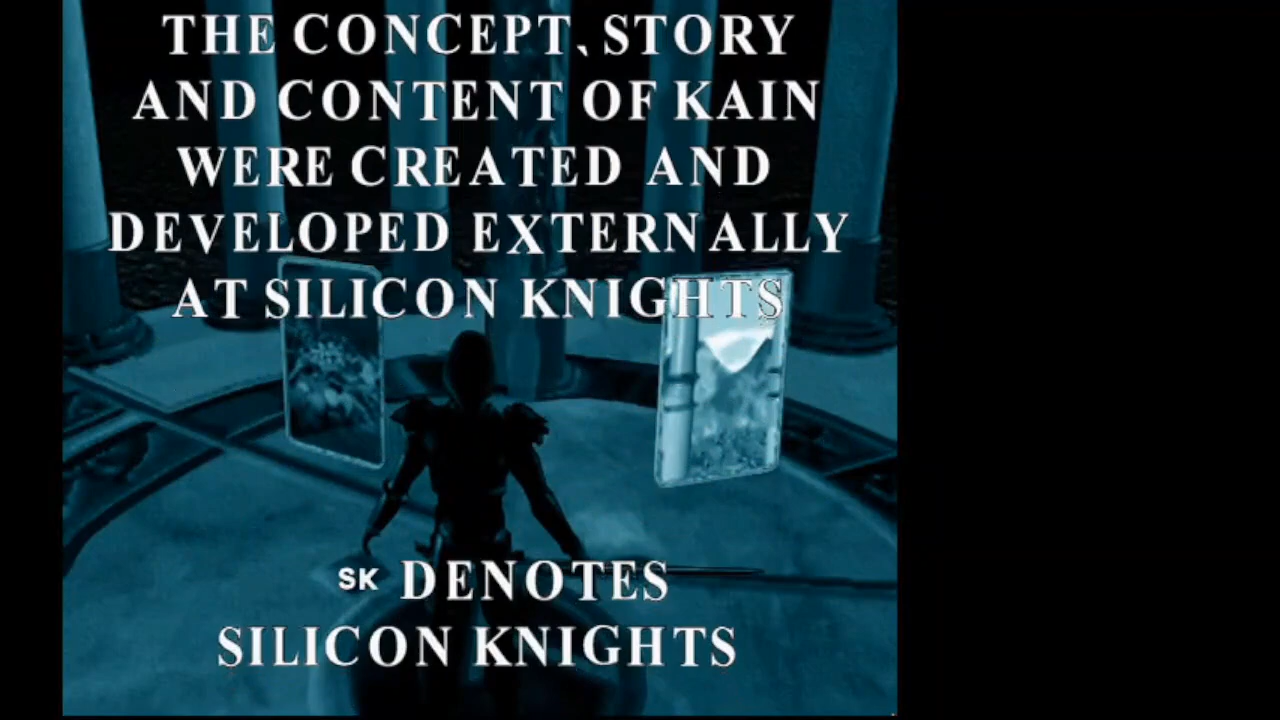 THE CONCEPT, STORY
AND CONTENT OF KAIN
WERE CREATED AND
DEVELOPED EXTERNALLY
AT SILICON KNIGHTS
SK DENOTES
SILICON KNIGHTS